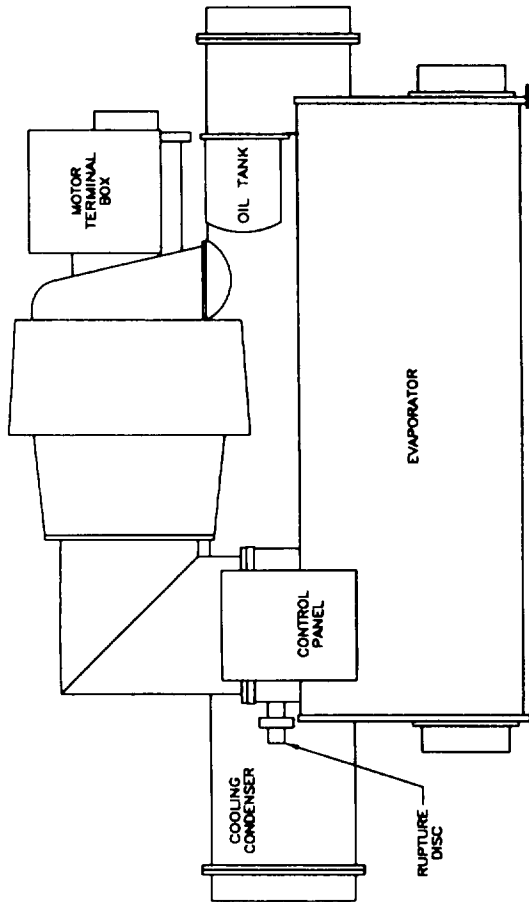 MOTOR
TERMINAL
BOX
OIL TANK
EVAPORATOR
CONTROL
PANEL
COOLING
CONDENSER
RUPTURE
DISC